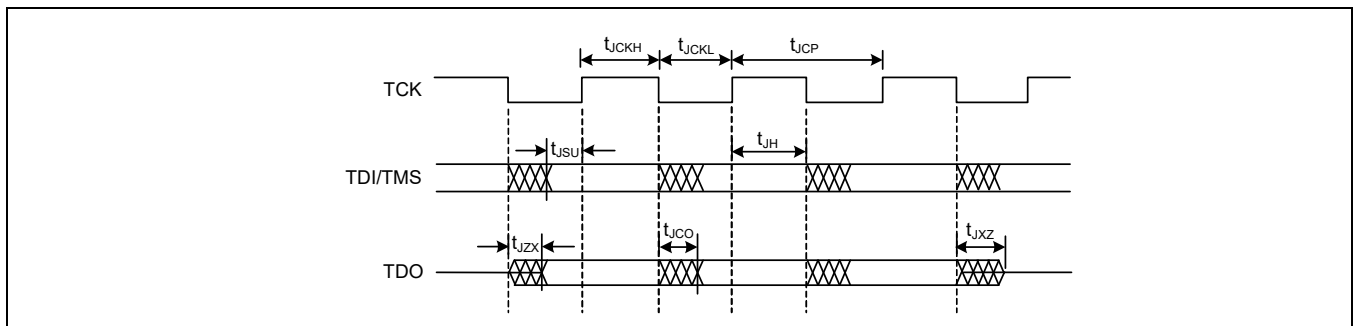 tJCKH tJCKL tJCP
TCK
tJSU tJH
TDI/TMS
tJZX tJCO tJXZ
TDO